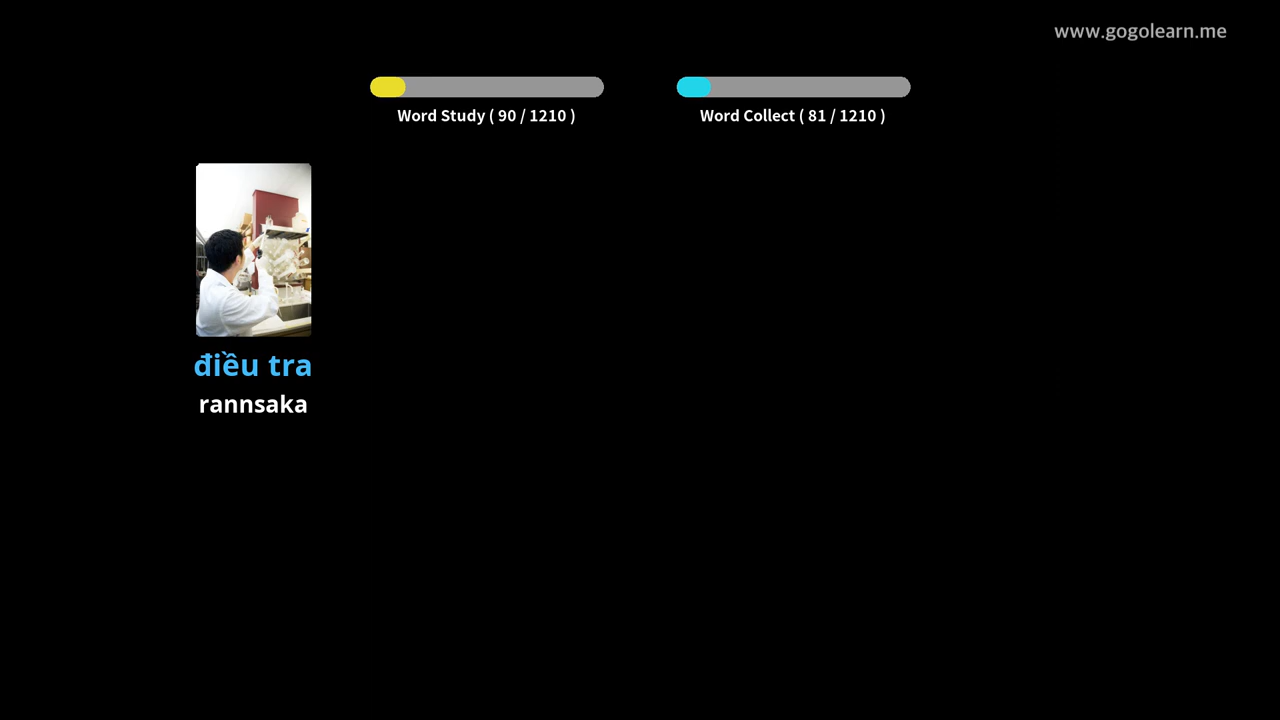 www.gogolearn.me
Word Study ( 90 / 1210 )
Word Collect ( 81 / 1210 )
điều tra
rannsaka